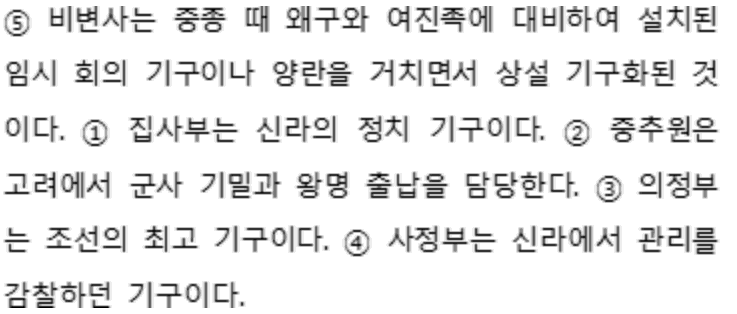 ⑤ 비변사는 중종 때 왜구와 여진족에 대비하여 설치된
임시 회의 기구이나 양란을 거치면서 상설 기구화된 것
이다. ① 집사부는 신라의 정치 기구이다. ② 중추원은
고려에서 군사 기밀과 왕명 출납을 담당한다. ③ 의정부
는 조선의 최고 기구이다. ④ 사정부는 신라에서 관리를
감찰하던 기구이다.